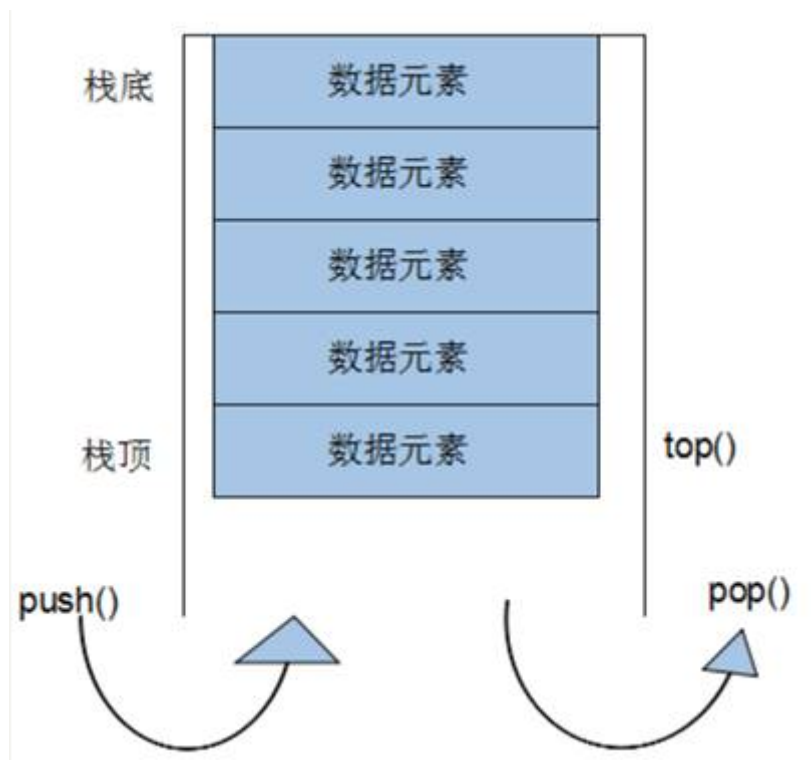 栈底
数据元素
数据元素
数据元素
数据元素
栈顶
数据元素
top()
push()
pop()